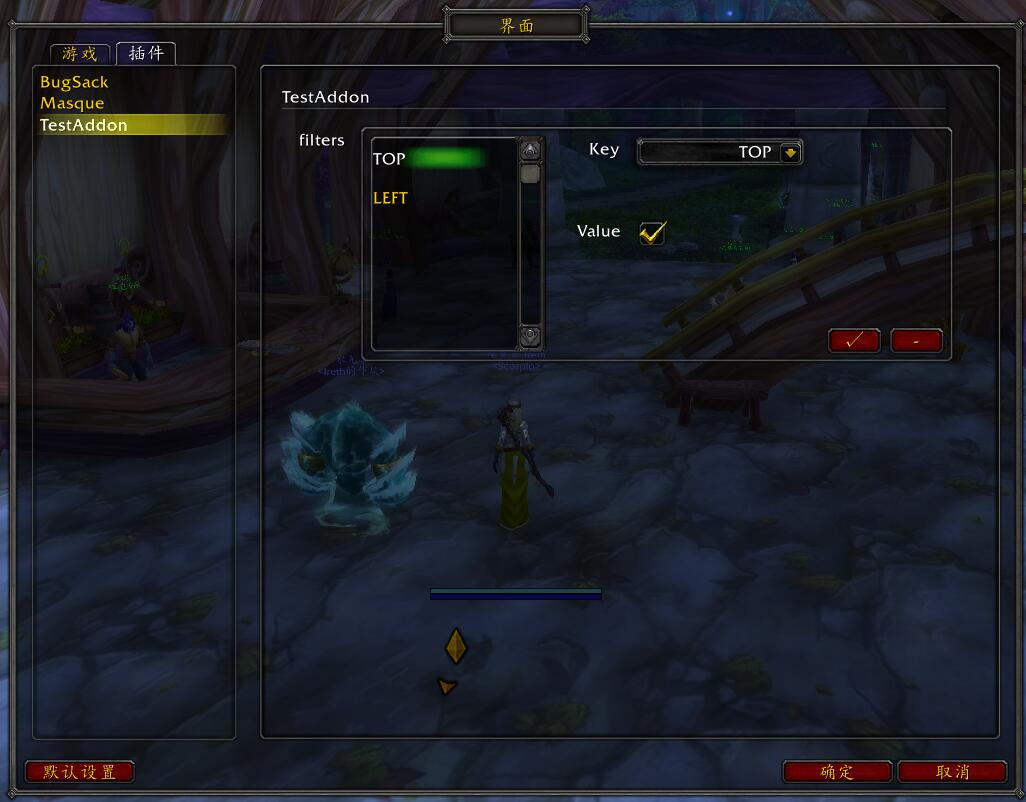 界面
游戏 插件
BugSack
Masque
TestAddon
TestAddon
filters
TOP
LEFT
Key TOP
Value
-
<Scorpio>
默认设置 确定 取消